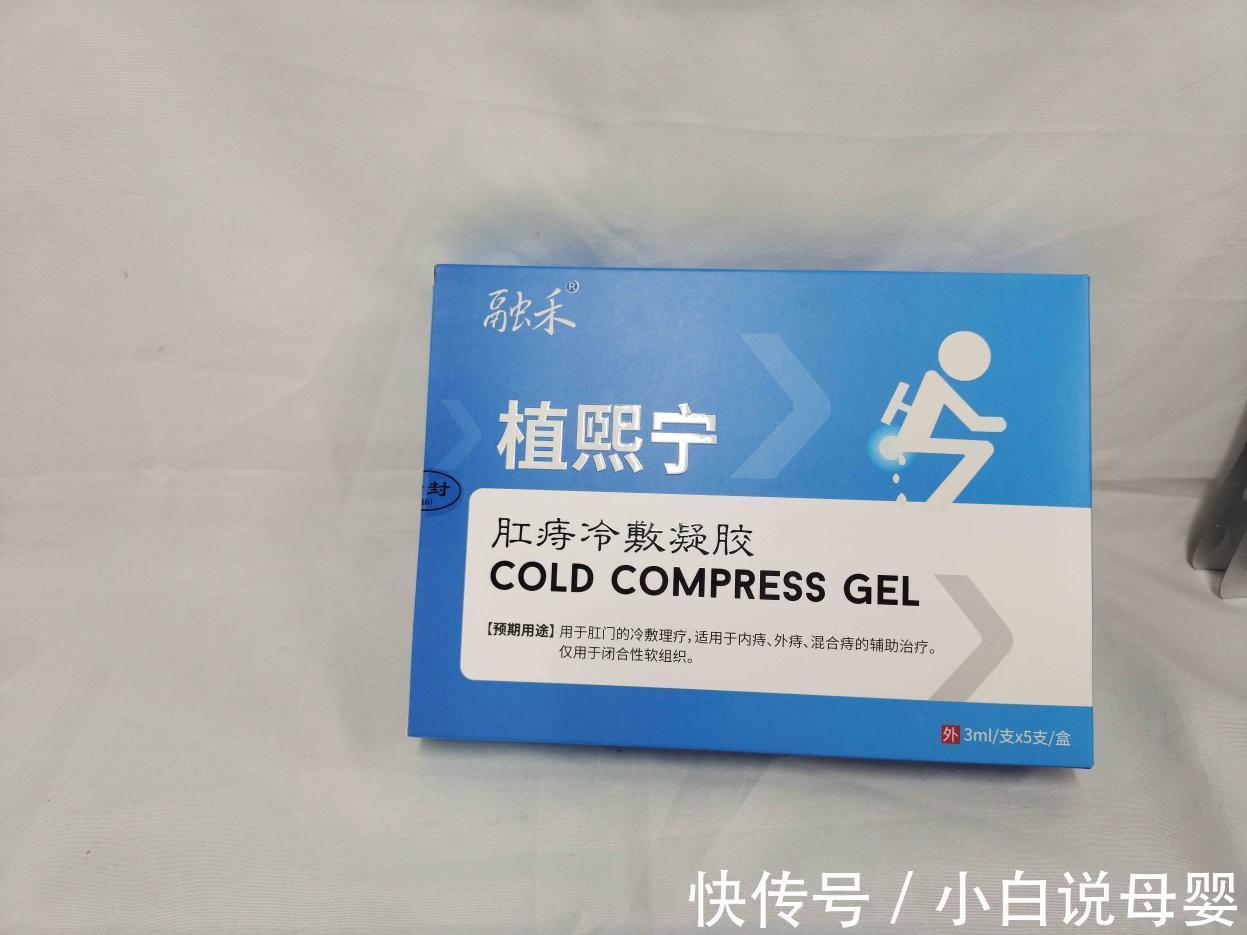 融禾®
植熙宁
封
肛痔冷敷凝胶
COLD COMPRESS GEL
【预期用途】用于肛门的冷敷理疗,适用于内痔、外痔、混合痔的辅助治疗。
仅用于闭合性软组织。
外 3ml/支x5支/盒
快传号 / 小白说母婴